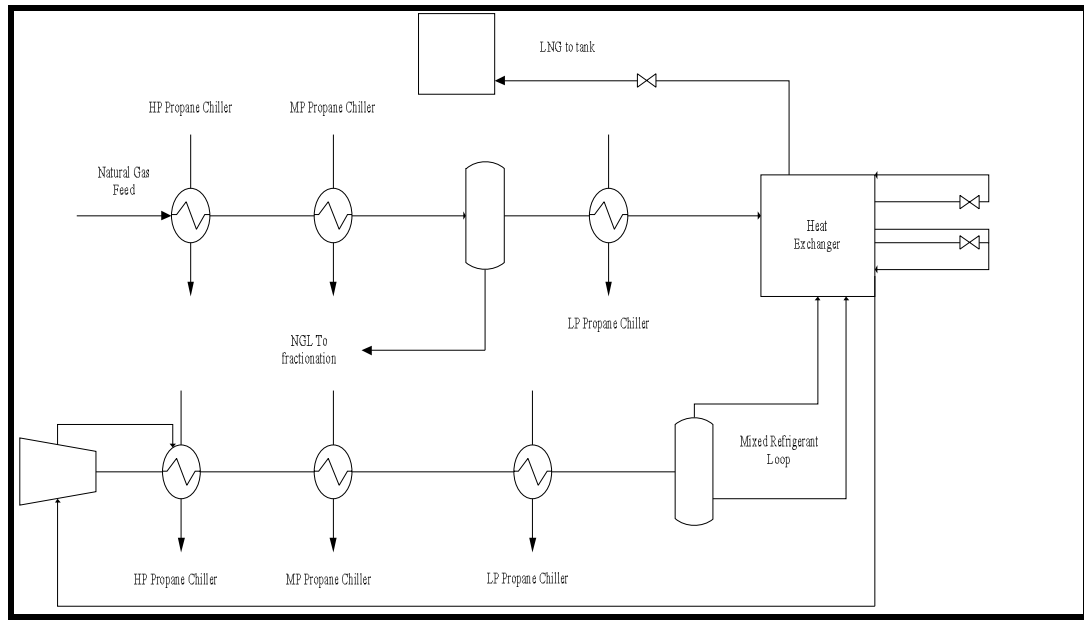 LNG to tank
HP Propane Chiller
MP Propane Chiller
Natural Gas
Feed
Heat
Exchanger
LP Propane Chiller
NGL To
fractionation
Mixed Refrigerant
Loop
HP Propane Chiller
MP Propane Chiller
LP Propane Chiller